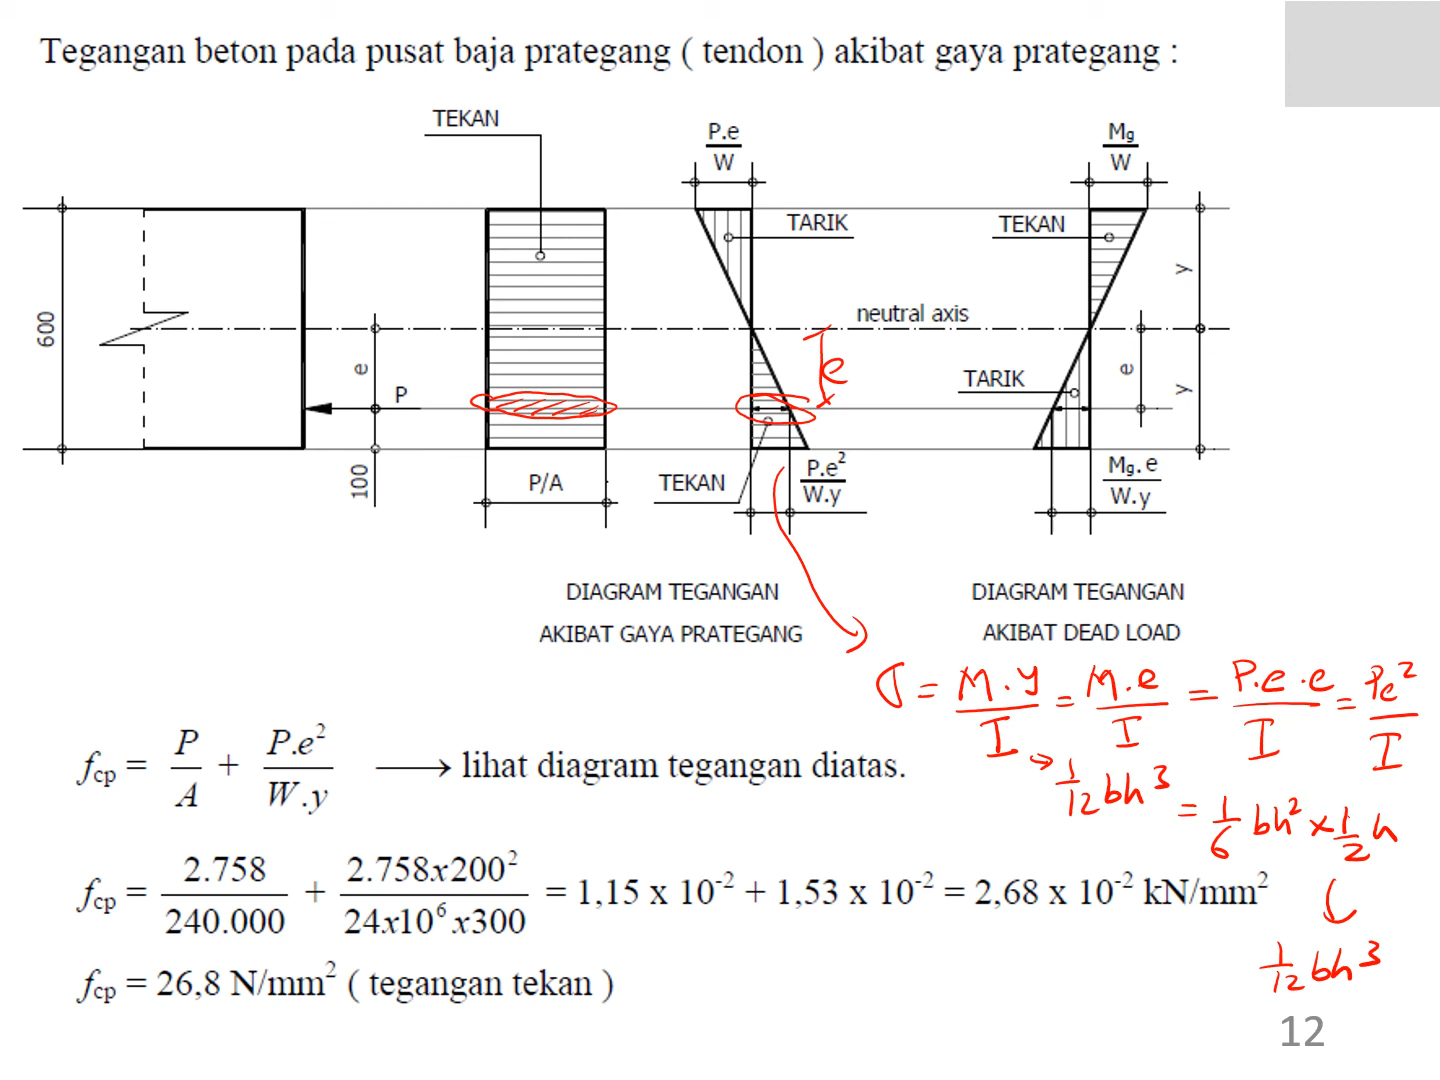 Tegangan beton pada pusat baja prategang ( tendon ) akibat gaya prategang :
TEKAN
P.e
W
Mg
W
TARIK
TEKAN
y
600
neutral axis
e
e
P
TARIK
e
y
100
P/A
TEKAN
P.e²
W.y
Mg.e
W.y
DIAGRAM TEGANGAN
AKIBAT GAYA PRATEGANG
DIAGRAM TEGANGAN
AKIBAT DEAD LOAD
σ = M.y/I = M.e/I = P.e.e/I = Pe²/I
fcp = P/A + P.e²/W.y ⟶ lihat diagram tegangan diatas.
→ 1/12 bh³ = 1/6 bh² x 1/2 h
fcp = 2.758/240.000 + 2.758x200²/24x10⁶x300 = 1,15 x 10⁻² + 1,53 x 10⁻² = 2,68 x 10⁻² kN/mm²
1/12 bh³
fcp = 26,8 N/mm² ( tegangan tekan )
12